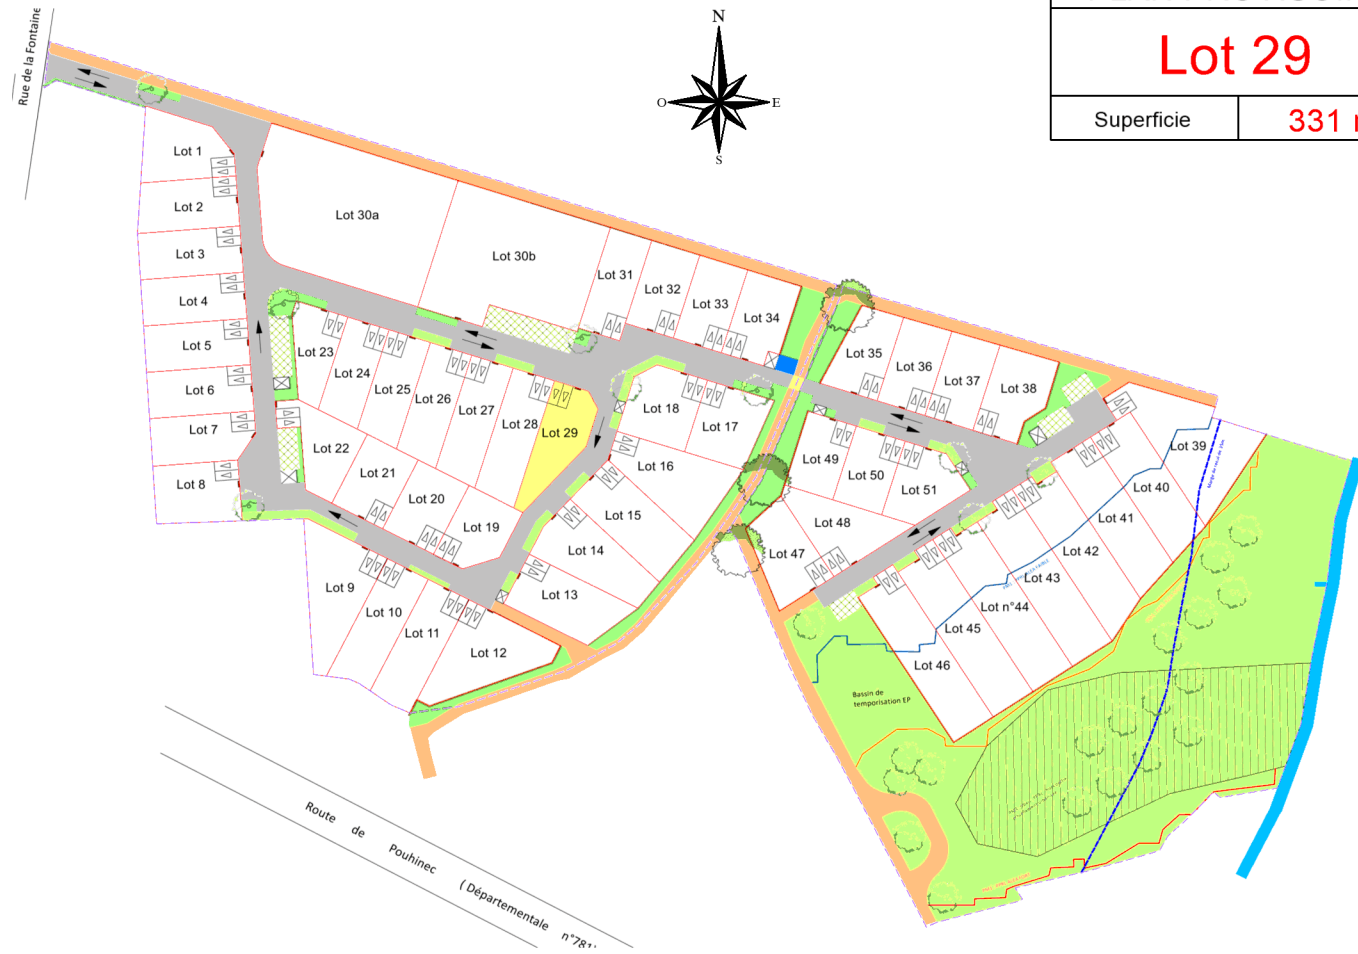 Lot 29
Superficie
331
Rue de la Fontaine
N
O
E
S
Lot 1
Lot 2
Lot 3
Lot 4
Lot 5
Lot 6
Lot 7
Lot 8
Lot 30a
Lot 30b
Lot 31
Lot 32
Lot 33
Lot 34
Lot 35
Lot 36
Lot 37
Lot 38
Lot 39
Lot 40
Lot 41
Lot 42
Lot 43
Lot n°44
Lot 45
Lot 46
Lot 47
Lot 48
Lot 49
Lot 50
Lot 51
Lot 23
Lot 24
Lot 25
Lot 26
Lot 27
Lot 28
Lot 29
Lot 18
Lot 17
Lot 16
Lot 15
Lot 14
Lot 13
Lot 22
Lot 21
Lot 20
Lot 19
Lot 9
Lot 10
Lot 11
Lot 12
Bassin de
temporisation EP
Route de Pouhinec ( Départementale n°781